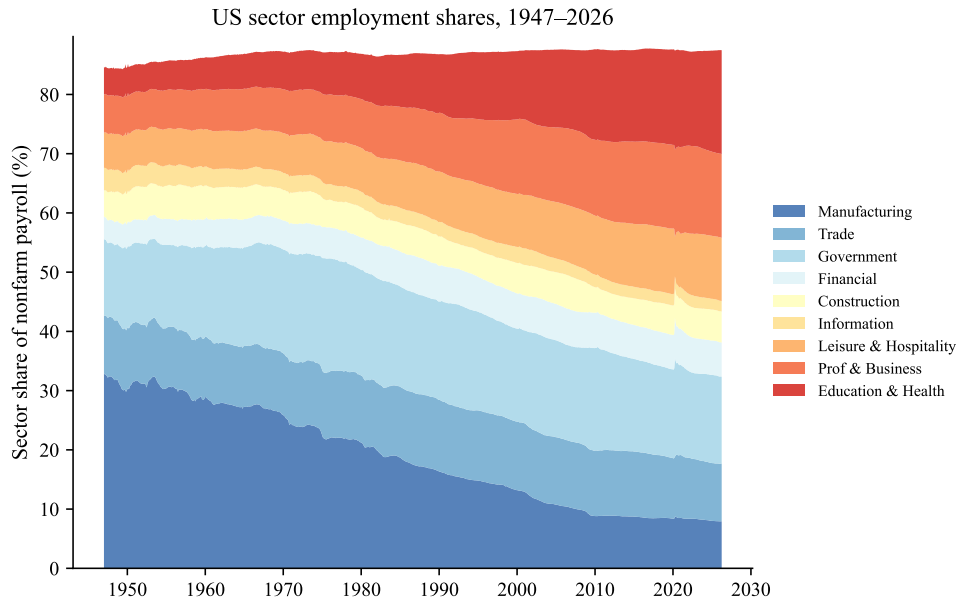 US sector employment shares, 1947–2026
Sector share of nonfarm payroll (%)
80
70
60
50
40
30
20
10
0
1950 1960 1970 1980 1990 2000 2010 2020 2030
Manufacturing
Trade
Government
Financial
Construction
Information
Leisure & Hospitality
Prof & Business
Education & Health